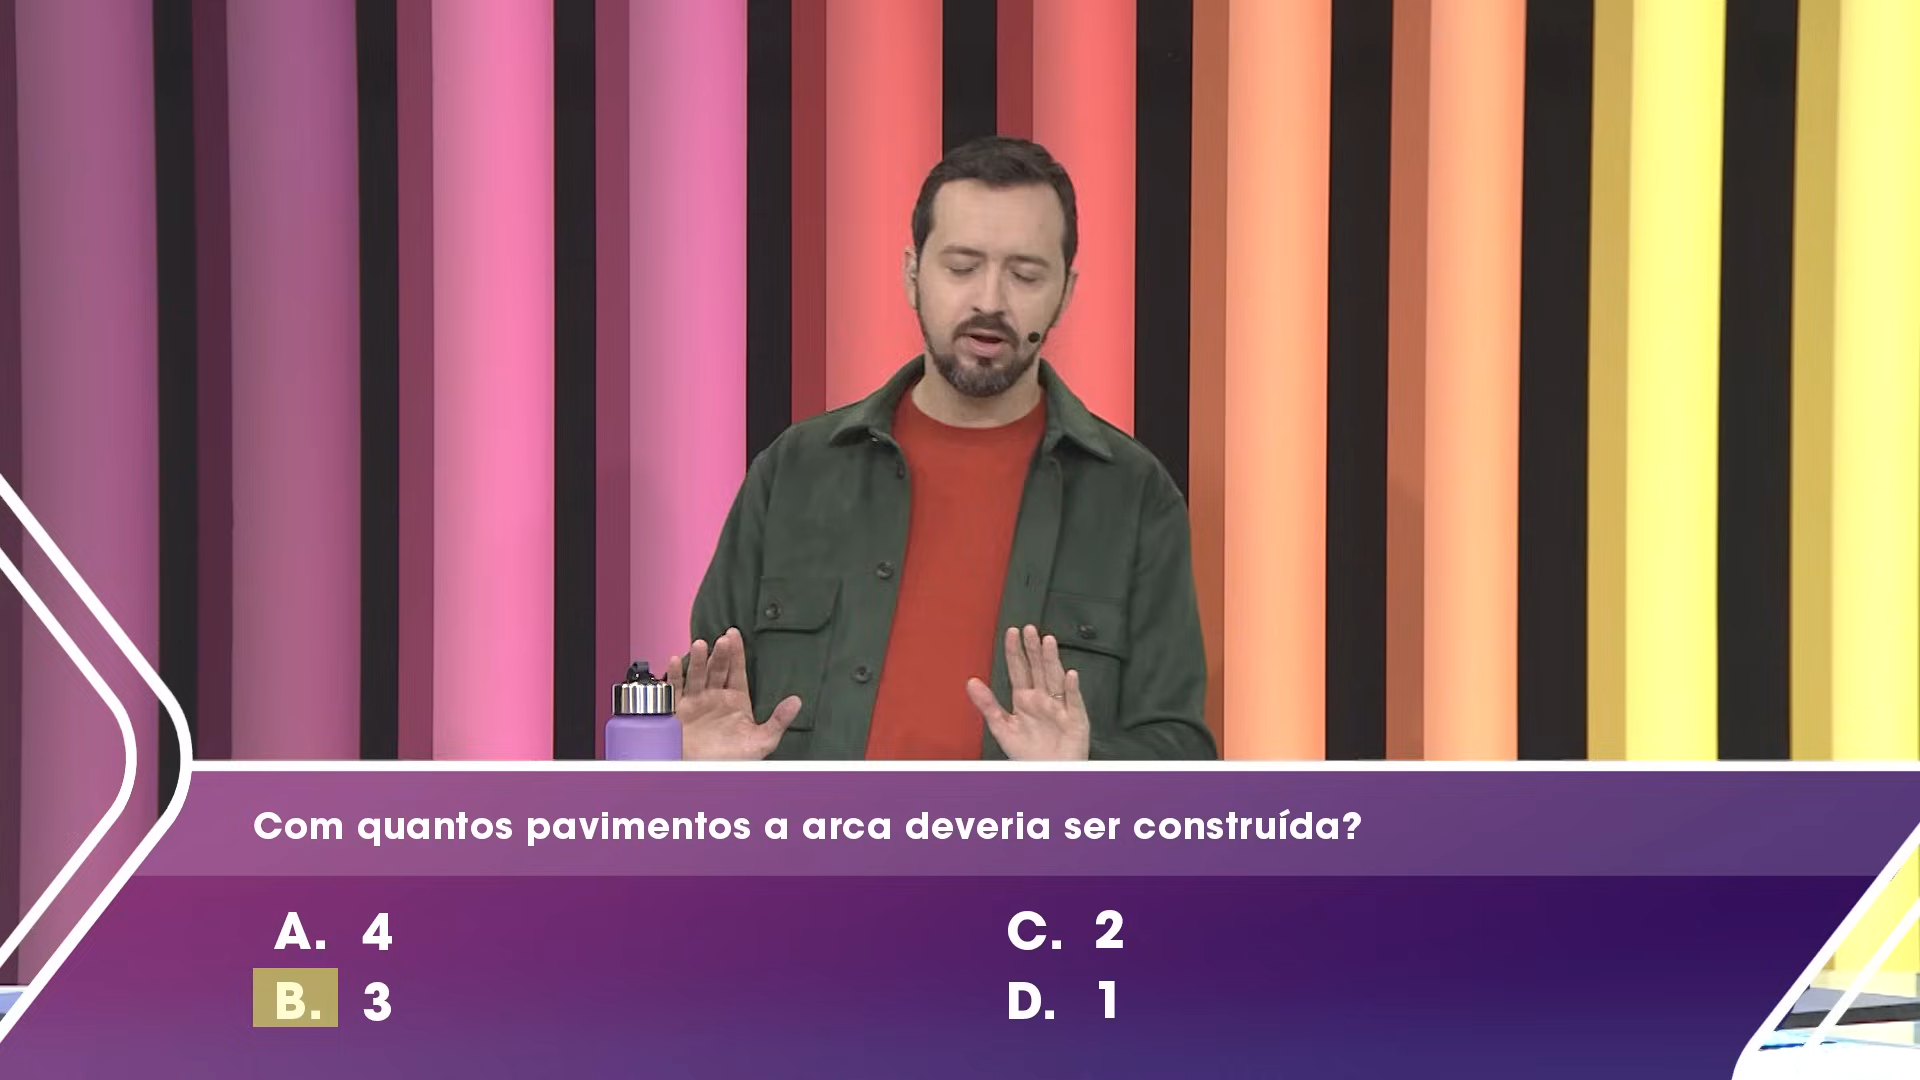 Com quantos pavimentos a arca deveria ser construída?
A. 4
B. 3
C. 2
D. 1